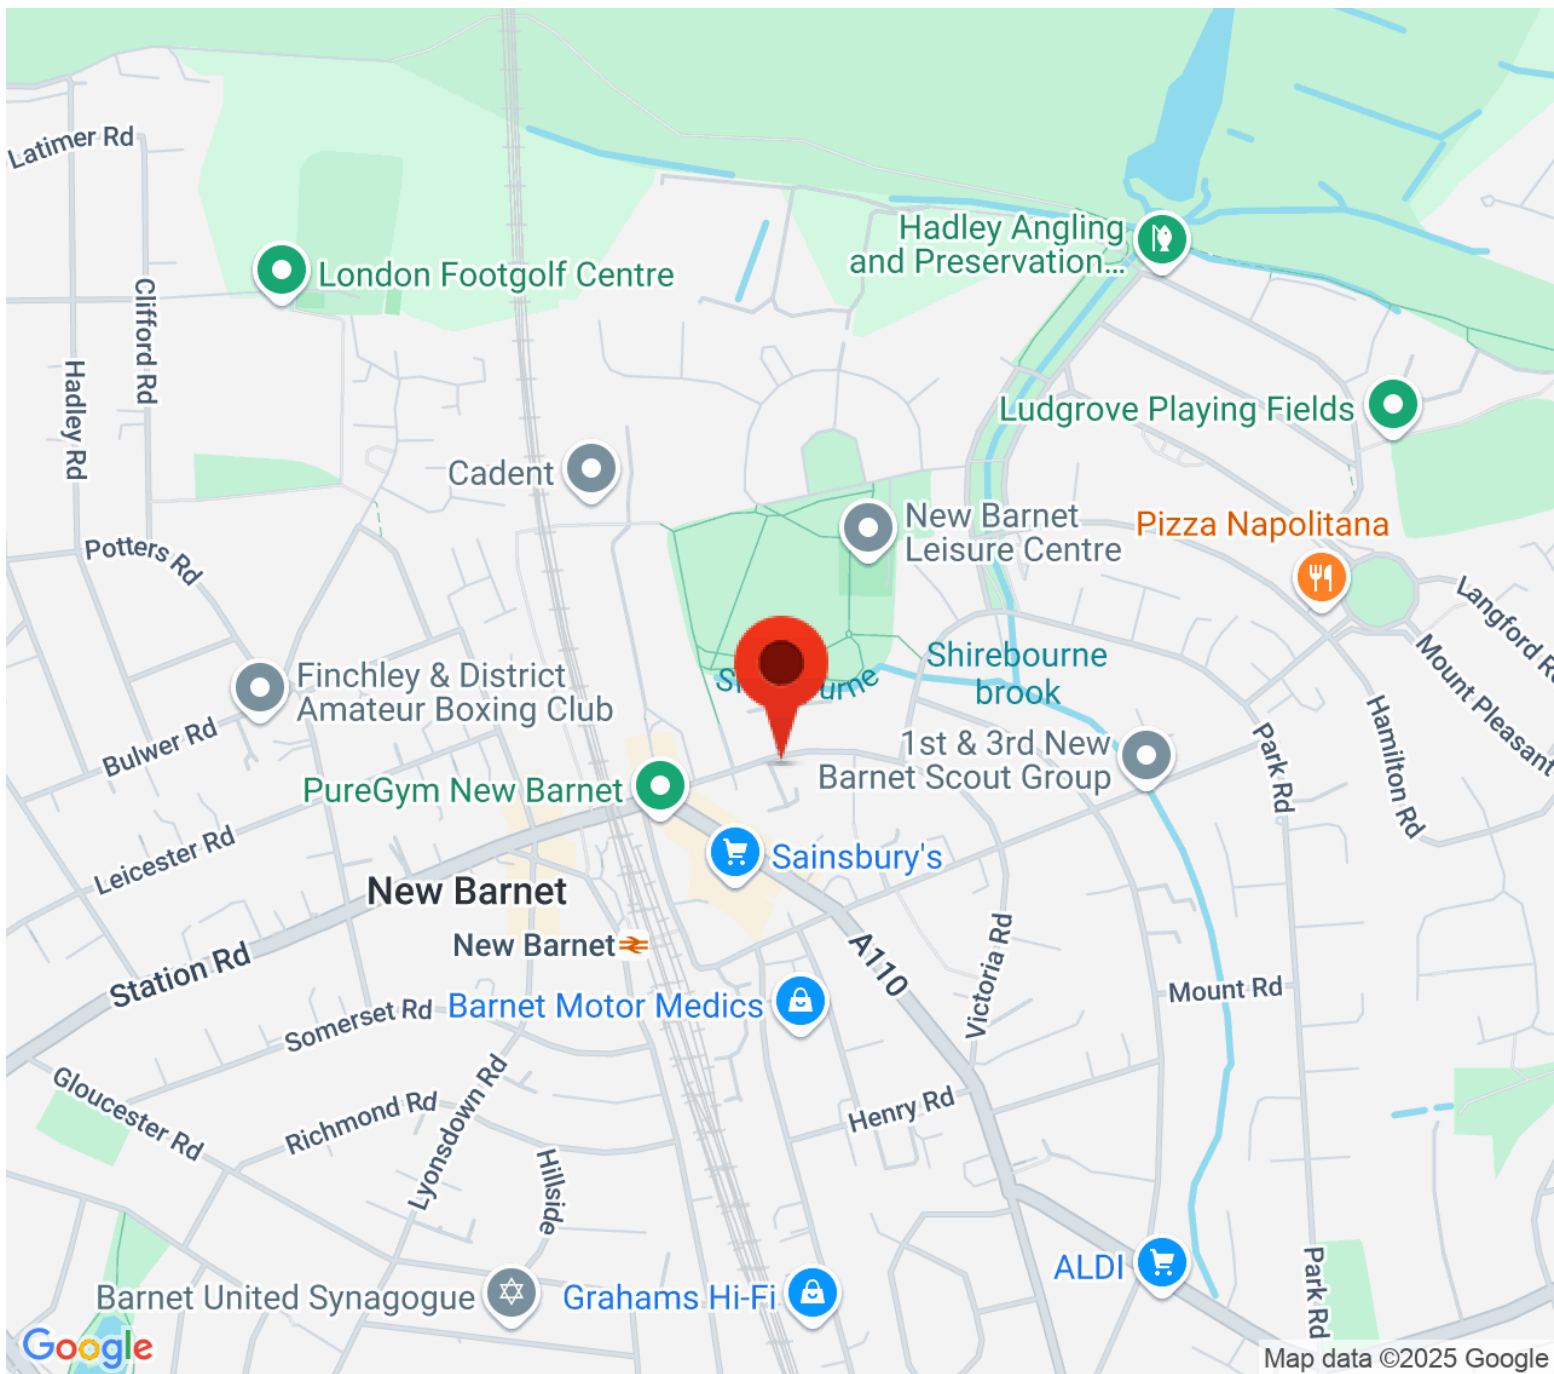 Latimer Rd
Hadley Angling
and Preservation...
London Footgolf Centre
Clifford Rd
Hadley Rd
Ludgrove Playing Fields
Cadent
New Barnet
Leisure Centre
Pizza Napolitana
Potters Rd
Langford
Shirebourne
brook
Mount Pleasant
Finchley & District
Amateur Boxing Club
Bulwer Rd
Hamilton Rd
Park Rd
1st & 3rd New
Barnet Scout Group
PureGym New Barnet
Leicester Rd
Sainsbury's
New Barnet
New Barnet
A110
Victoria Rd
Station Rd
Mount Rd
Barnet Motor Medics
Somerset Rd
Gloucester Rd
Richmond Rd
Lyonsdown Rd
Henry Rd
Hillside
ALDI
Park Rd
Barnet United Synagogue
Grahams Hi-Fi
Google
Map data ©2025 Google